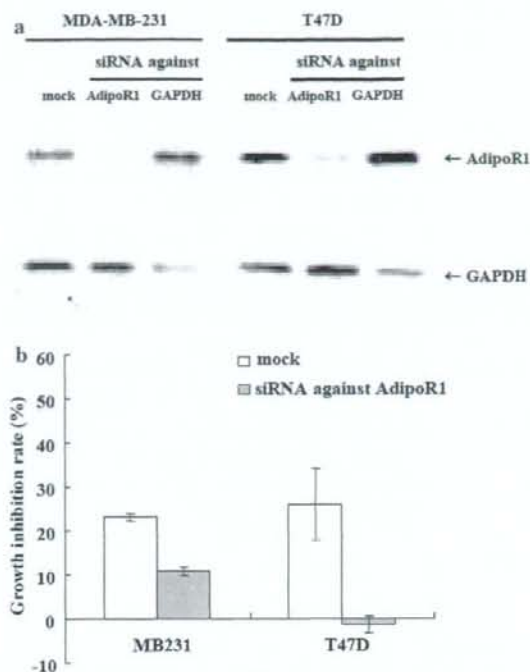 a
MDA-MB-231 T47D
siRNA against siRNA against
mock AdipoR1 GAPDH mock AdipoR1 GAPDH
← AdipoR1
← GAPDH
b
60
50
40
30
20
10
0
-10
Growth inhibition rate (%)
mock
siRNA against AdipoR1
MB231 T47D